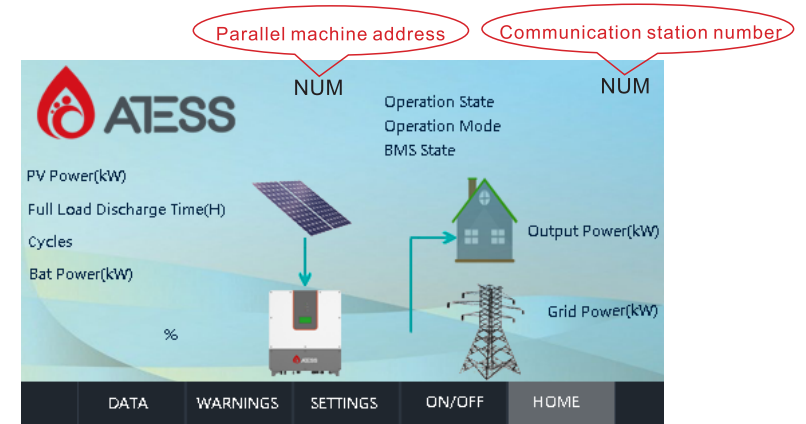 Parallel machine address
Communication station number
NUM
NUM
ATESS
Operation State
Operation Mode
BMS State
PV Power(kW)
Full Load Discharge Time(H)
Cycles
Bat Power(kW)
%
Output Power(kW)
Grid Power(kW)
ATESS
DATA
WARNINGS
SETTINGS
ON/OFF
HOME